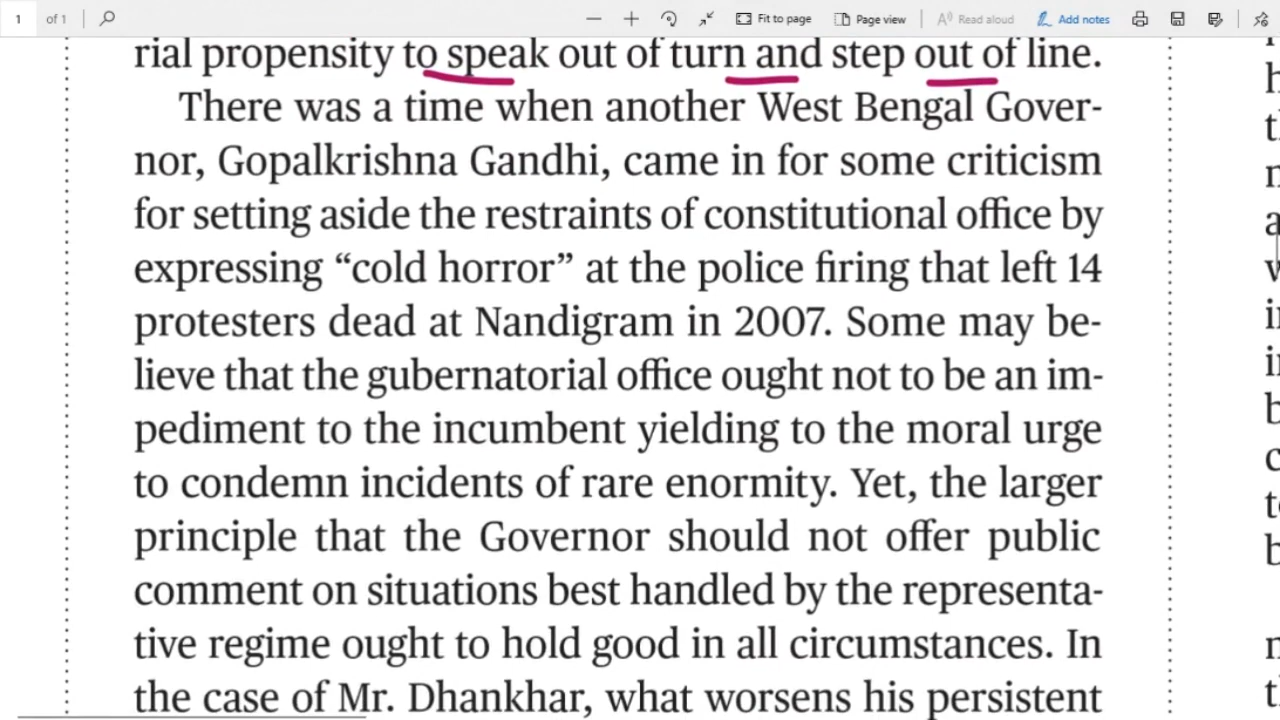 1 of 1 Fit to page Page view Read aloud Add notes
rial propensity to speak out of turn and step out of line.
There was a time when another West Bengal Gover-
nor, Gopalkrishna Gandhi, came in for some criticism
for setting aside the restraints of constitutional office by
expressing “cold horror” at the police firing that left 14
protesters dead at Nandigram in 2007. Some may be-
lieve that the gubernatorial office ought not to be an im-
pediment to the incumbent yielding to the moral urge
to condemn incidents of rare enormity. Yet, the larger
principle that the Governor should not offer public
comment on situations best handled by the representa-
tive regime ought to hold good in all circumstances. In
the case of Mr. Dhankhar, what worsens his persistent